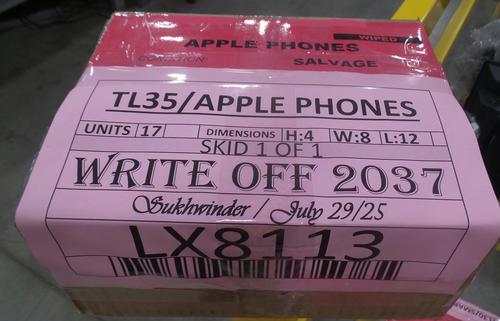 WIPED
APPLE PHONES
CONDITION SALVAGE
TL35/APPLE PHONES
UNITS 17 DIMENSIONS H:4 W:8 L:12
SKID 1 OF 1
WRITE OFF 2037
Sukhwinder / July 29/25
LX8113